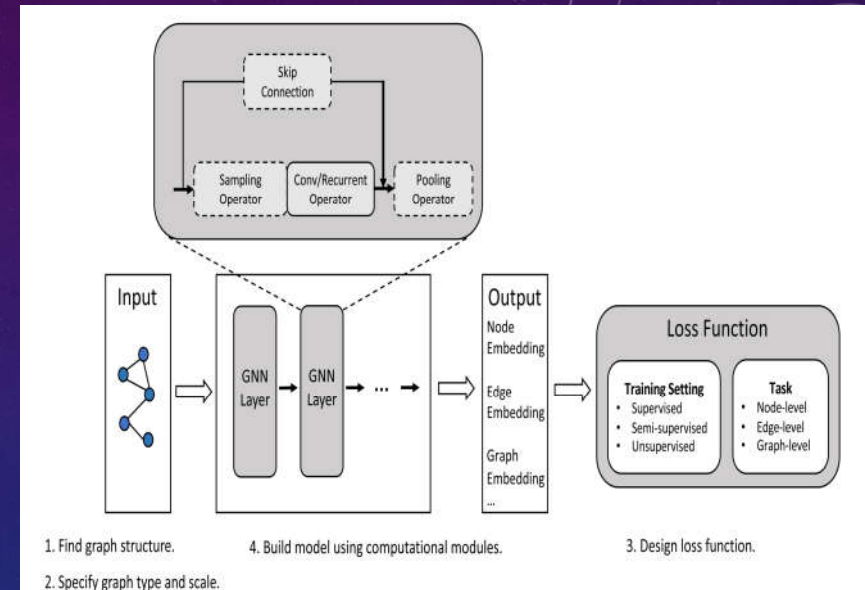 Skip
Connection
Sampling
Operator
Conv/Recurrent
Operator
Pooling
Operator
Input
GNN
Layer
GNN
Layer
...
Output
Node
Embedding
Edge
Embedding
Graph
Embedding
...
Loss Function
Training Setting
• Supervised
• Semi-supervised
• Unsupervised
Task
• Node-level
• Edge-level
• Graph-level
1. Find graph structure.
2. Specify graph type and scale.
4. Build model using computational modules.
3. Design loss function.